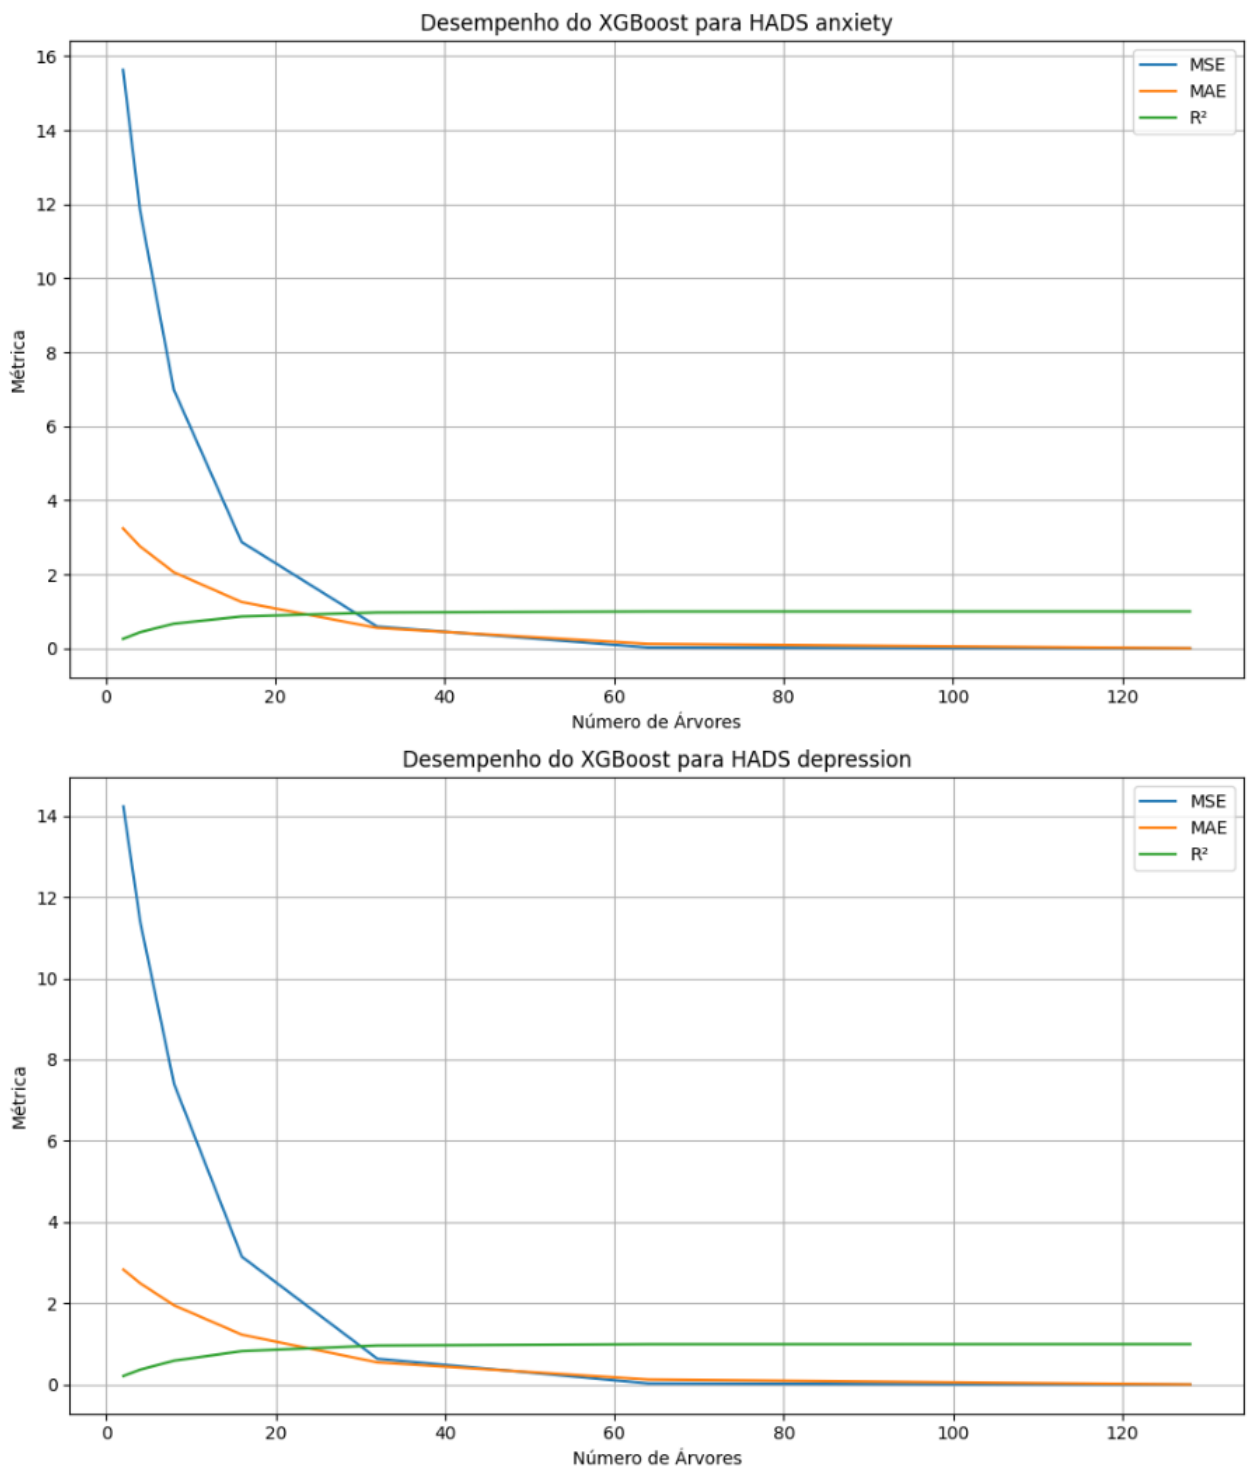 Desempenho do XGBoost para HADS anxiety
MSE
MAE
R²
16
14
12
10
8
6
4
2
0
Métrica
0 20 40 60 80 100 120
Número de Árvores
Desempenho do XGBoost para HADS depression
MSE
MAE
R²
14
12
10
8
6
4
2
0
Métrica
0 20 40 60 80 100 120
Número de Árvores